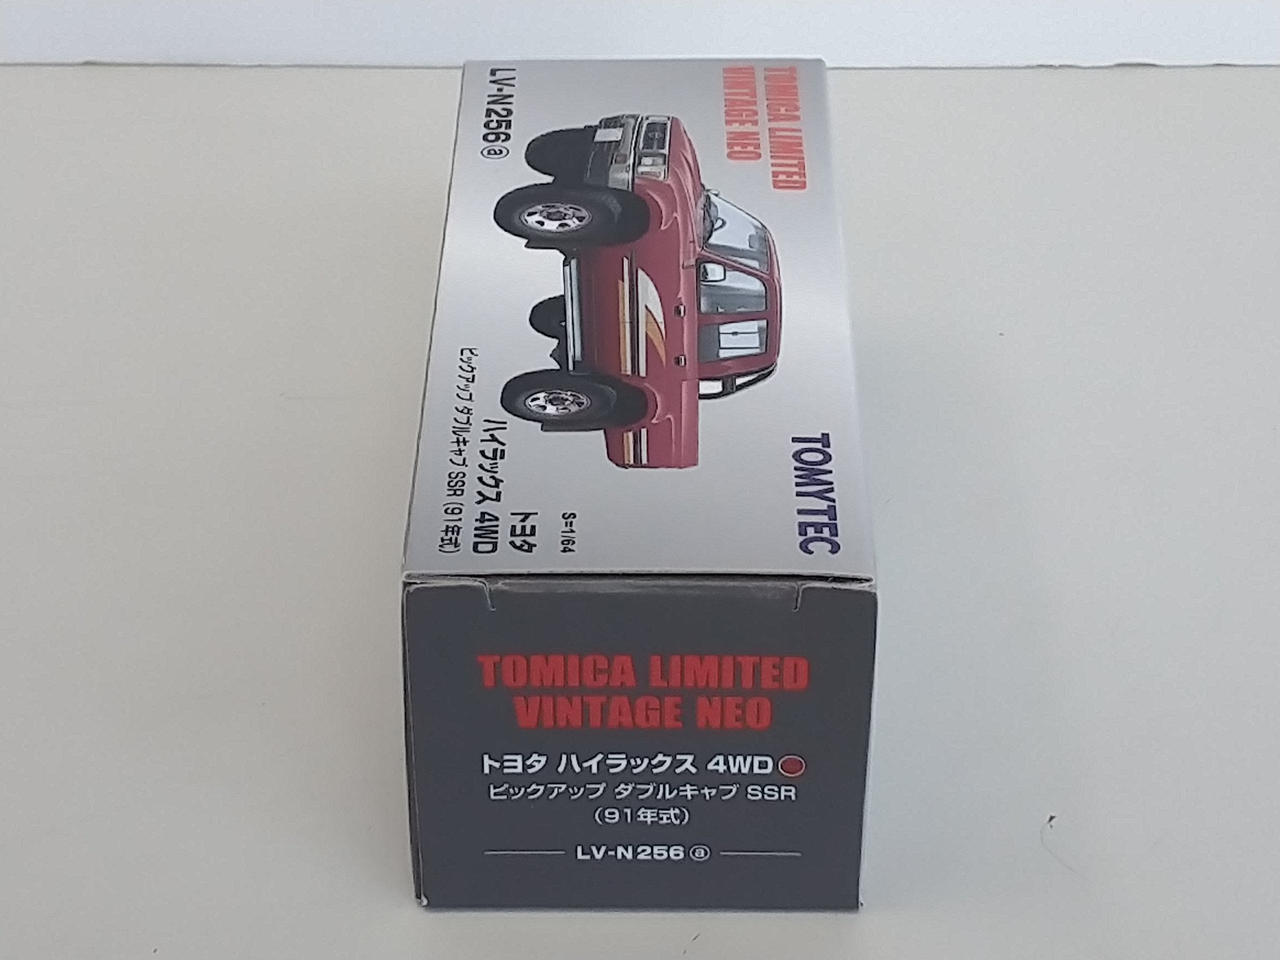 TOMICA LIMITED
VINTAGE NEO
LV-N256 ⓐ
TOMYTEC
S=1/64
トヨタ
ハイラックス 4WD
ピックアップ ダブルキャブ SSR (91年式)
TOMICA LIMITED
VINTAGE NEO
トヨタ ハイラックス 4WD
ピックアップ ダブルキャブ SSR
(91年式)
LV-N256 ⓐ